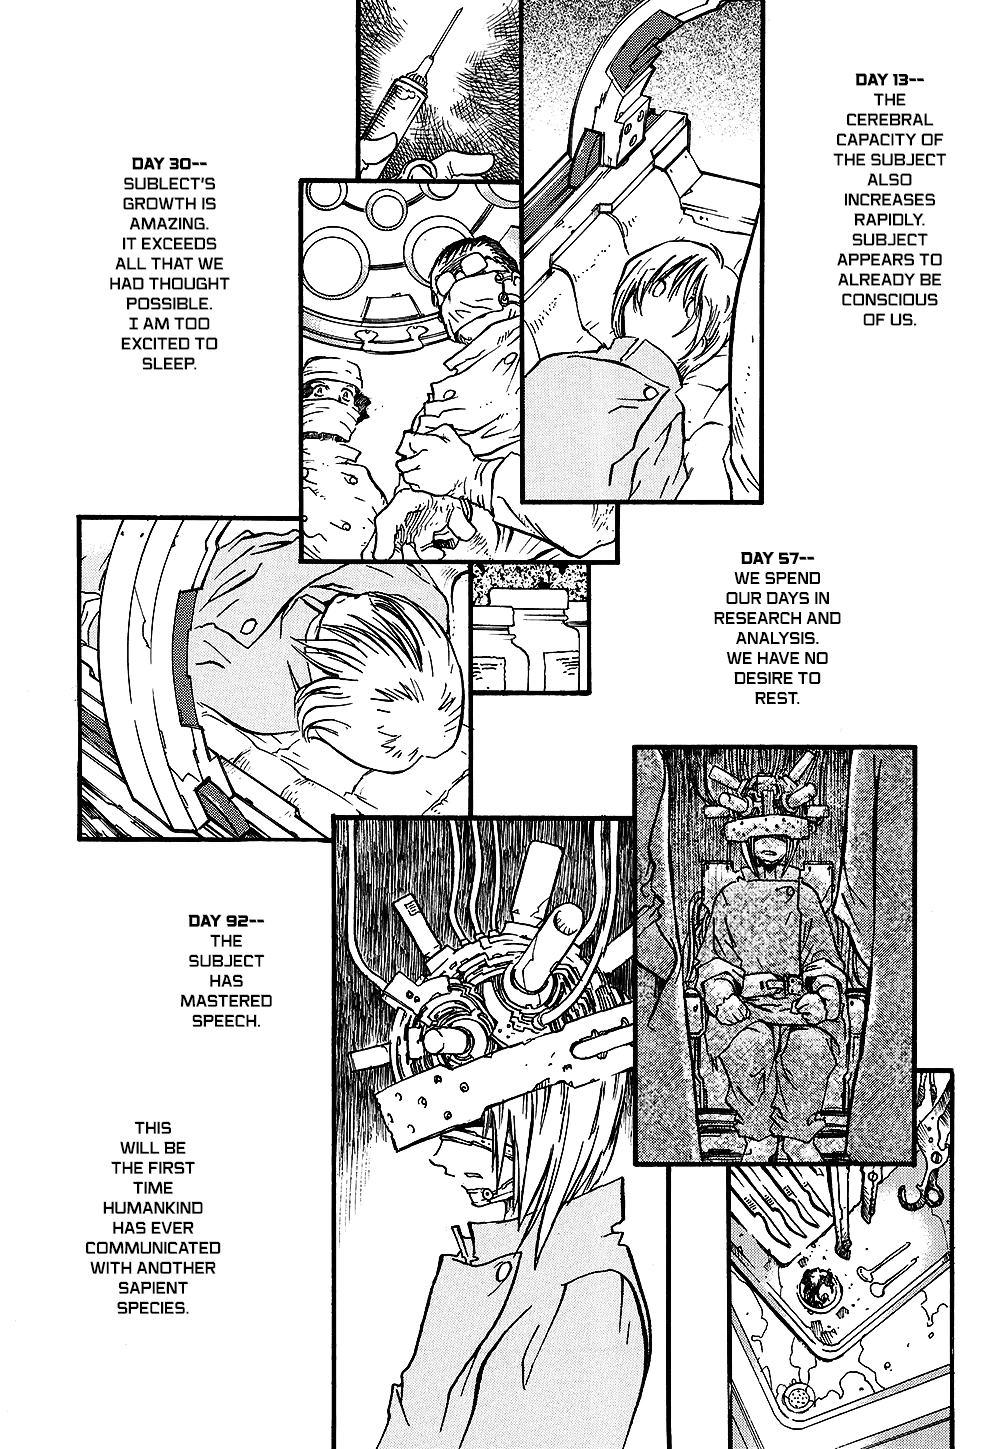 DAY 13--
THE
CEREBRAL
CAPACITY OF
THE SUBJECT
ALSO
INCREASES
RAPIDLY.
SUBJECT
APPEARS TO
ALREADY BE
CONSCIOUS
OF US.
DAY 30--
SUBLECT'S
GROWTH IS
AMAZING.
IT EXCEEDS
ALL THAT WE
HAD THOUGHT
POSSIBLE.
I AM TOO
EXCITED TO
SLEEP.
DAY 57--
WE SPEND
OUR DAYS IN
RESEARCH AND
ANALYSIS.
WE HAVE NO
DESIRE TO
REST.
DAY 92--
THE
SUBJECT
HAS
MASTERED
SPEECH.
THIS
WILL BE
THE FIRST
TIME
HUMANKIND
HAS EVER
COMMUNICATED
WITH ANOTHER
SAPIENT
SPECIES.